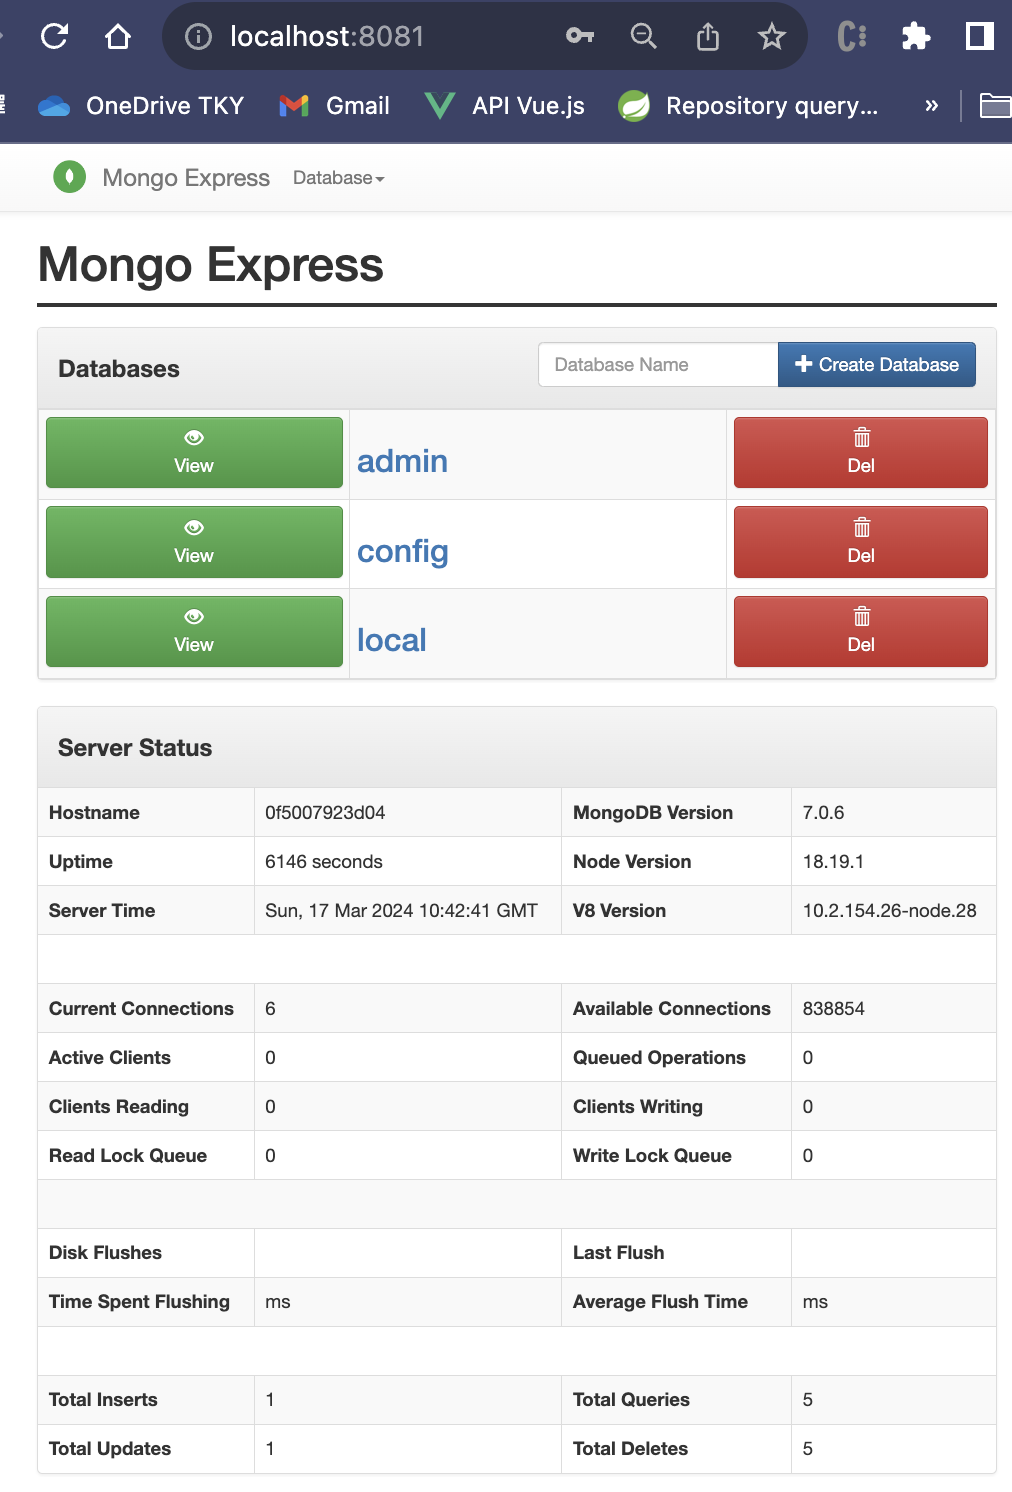 localhost:8081
OneDrive TKY Gmail API Vue.js Repository query... »
Mongo Express Database
Mongo Express
Databases Database Name Create Database
View admin Del
View config Del
View local Del
Server Status
Hostname 0f5007923d04 MongoDB Version 7.0.6
Uptime 6146 seconds Node Version 18.19.1
Server Time Sun, 17 Mar 2024 10:42:41 GMT V8 Version 10.2.154.26-node.28
Current Connections 6 Available Connections 838854
Active Clients 0 Queued Operations 0
Clients Reading 0 Clients Writing 0
Read Lock Queue 0 Write Lock Queue 0
Disk Flushes Last Flush
Time Spent Flushing ms Average Flush Time ms
Total Inserts 1 Total Queries 5
Total Updates 1 Total Deletes 5